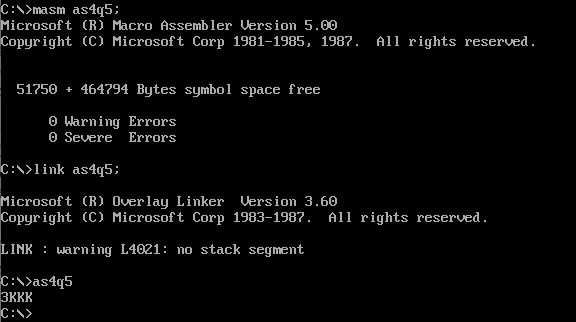 C:\>masm as4q5;
Microsoft (R) Macro Assembler Version 5.00
Copyright (C) Microsoft Corp 1981-1985, 1987.  All rights reserved.
51750 + 464794 Bytes symbol space free
0 Warning Errors
0 Severe  Errors
C:\>link as4q5;
Microsoft (R) Overlay Linker  Version 3.60
Copyright (C) Microsoft Corp 1983-1987.  All rights reserved.
LINK : warning L4021: no stack segment
C:\>as4q5
3KKK
C:\>